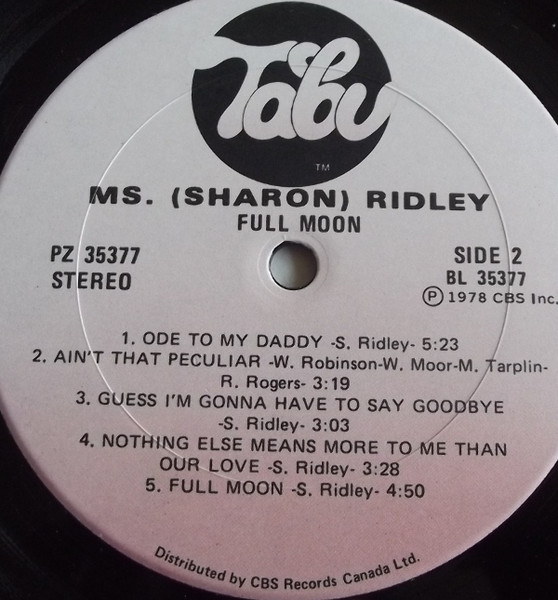 Tabu
TM
MS. (SHARON) RIDLEY
FULL MOON
PZ 35377
STEREO
SIDE 2
BL 35377
Ⓟ 1978 CBS Inc.
1. ODE TO MY DADDY -S. Ridley- 5:23
2. AIN'T THAT PECULIAR -W. Robinson-W. Moor-M. Tarplin-
R. Rogers- 3:19
3. GUESS I'M GONNA HAVE TO SAY GOODBYE
-S. Ridley- 3:03
4. NOTHING ELSE MEANS MORE TO ME THAN
OUR LOVE -S. Ridley- 3:28
5. FULL MOON -S. Ridley- 4:50
Distributed by CBS Records Canada Ltd.